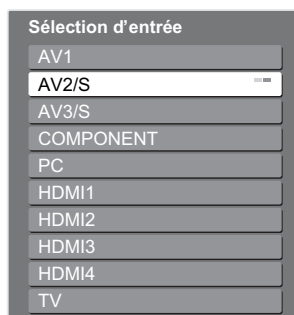 Sélection d’entrée
AV1
AV2/S
AV3/S
COMPONENT
PC
HDMI1
HDMI2
HDMI3
HDMI4
TV